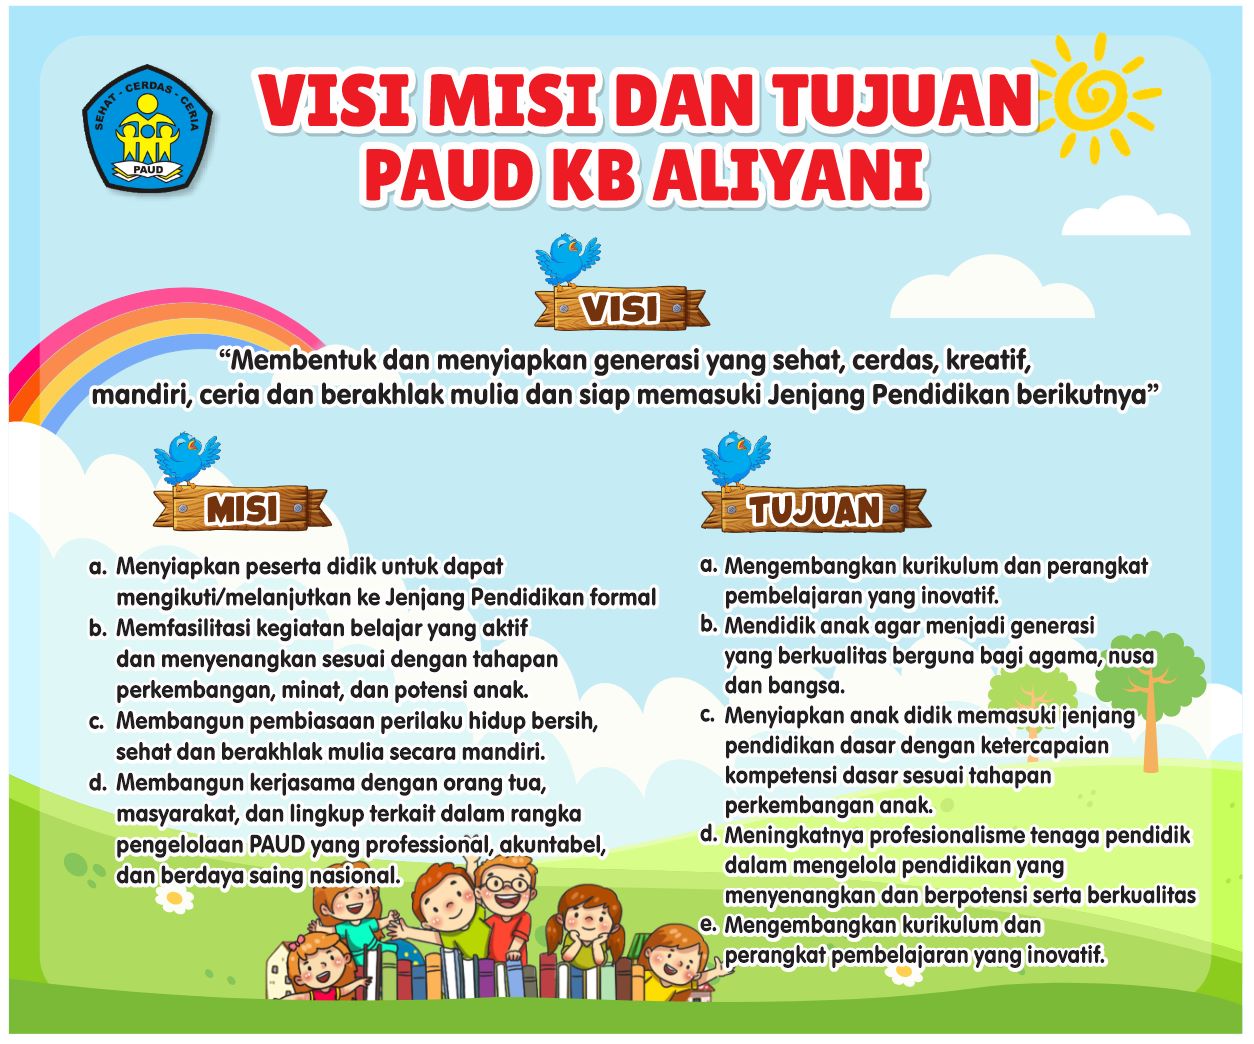 SEHAT - CERDAS - CERIA
PAUD
VISI MISI DAN TUJUAN
PAUD KB ALIYANI
VISI
“Membentuk dan menyiapkan generasi yang sehat, cerdas, kreatif,
mandiri, ceria dan berakhlak mulia dan siap memasuki Jenjang Pendidikan berikutnya”
MISI
a. Menyiapkan peserta didik untuk dapat
mengikuti/melanjutkan ke Jenjang Pendidikan formal
b. Memfasilitasi kegiatan belajar yang aktif
dan menyenangkan sesuai dengan tahapan
perkembangan, minat, dan potensi anak.
c. Membangun pembiasaan perilaku hidup bersih,
sehat dan berakhlak mulia secara mandiri.
d. Membangun kerjasama dengan orang tua,
masyarakat, dan lingkup terkait dalam rangka
pengelolaan PAUD yang professional, akuntabel,
dan berdaya saing nasional.
TUJUAN
a. Mengembangkan kurikulum dan perangkat
pembelajaran yang inovatif.
b. Mendidik anak agar menjadi generasi
yang berkualitas berguna bagi agama, nusa
dan bangsa.
c. Menyiapkan anak didik memasuki jenjang
pendidikan dasar dengan ketercapaian
kompetensi dasar sesuai tahapan
perkembangan anak.
d. Meningkatnya profesionalisme tenaga pendidik
dalam mengelola pendidikan yang
menyenangkan dan berpotensi serta berkualitas
e. Mengembangkan kurikulum dan
perangkat pembelajaran yang inovatif.